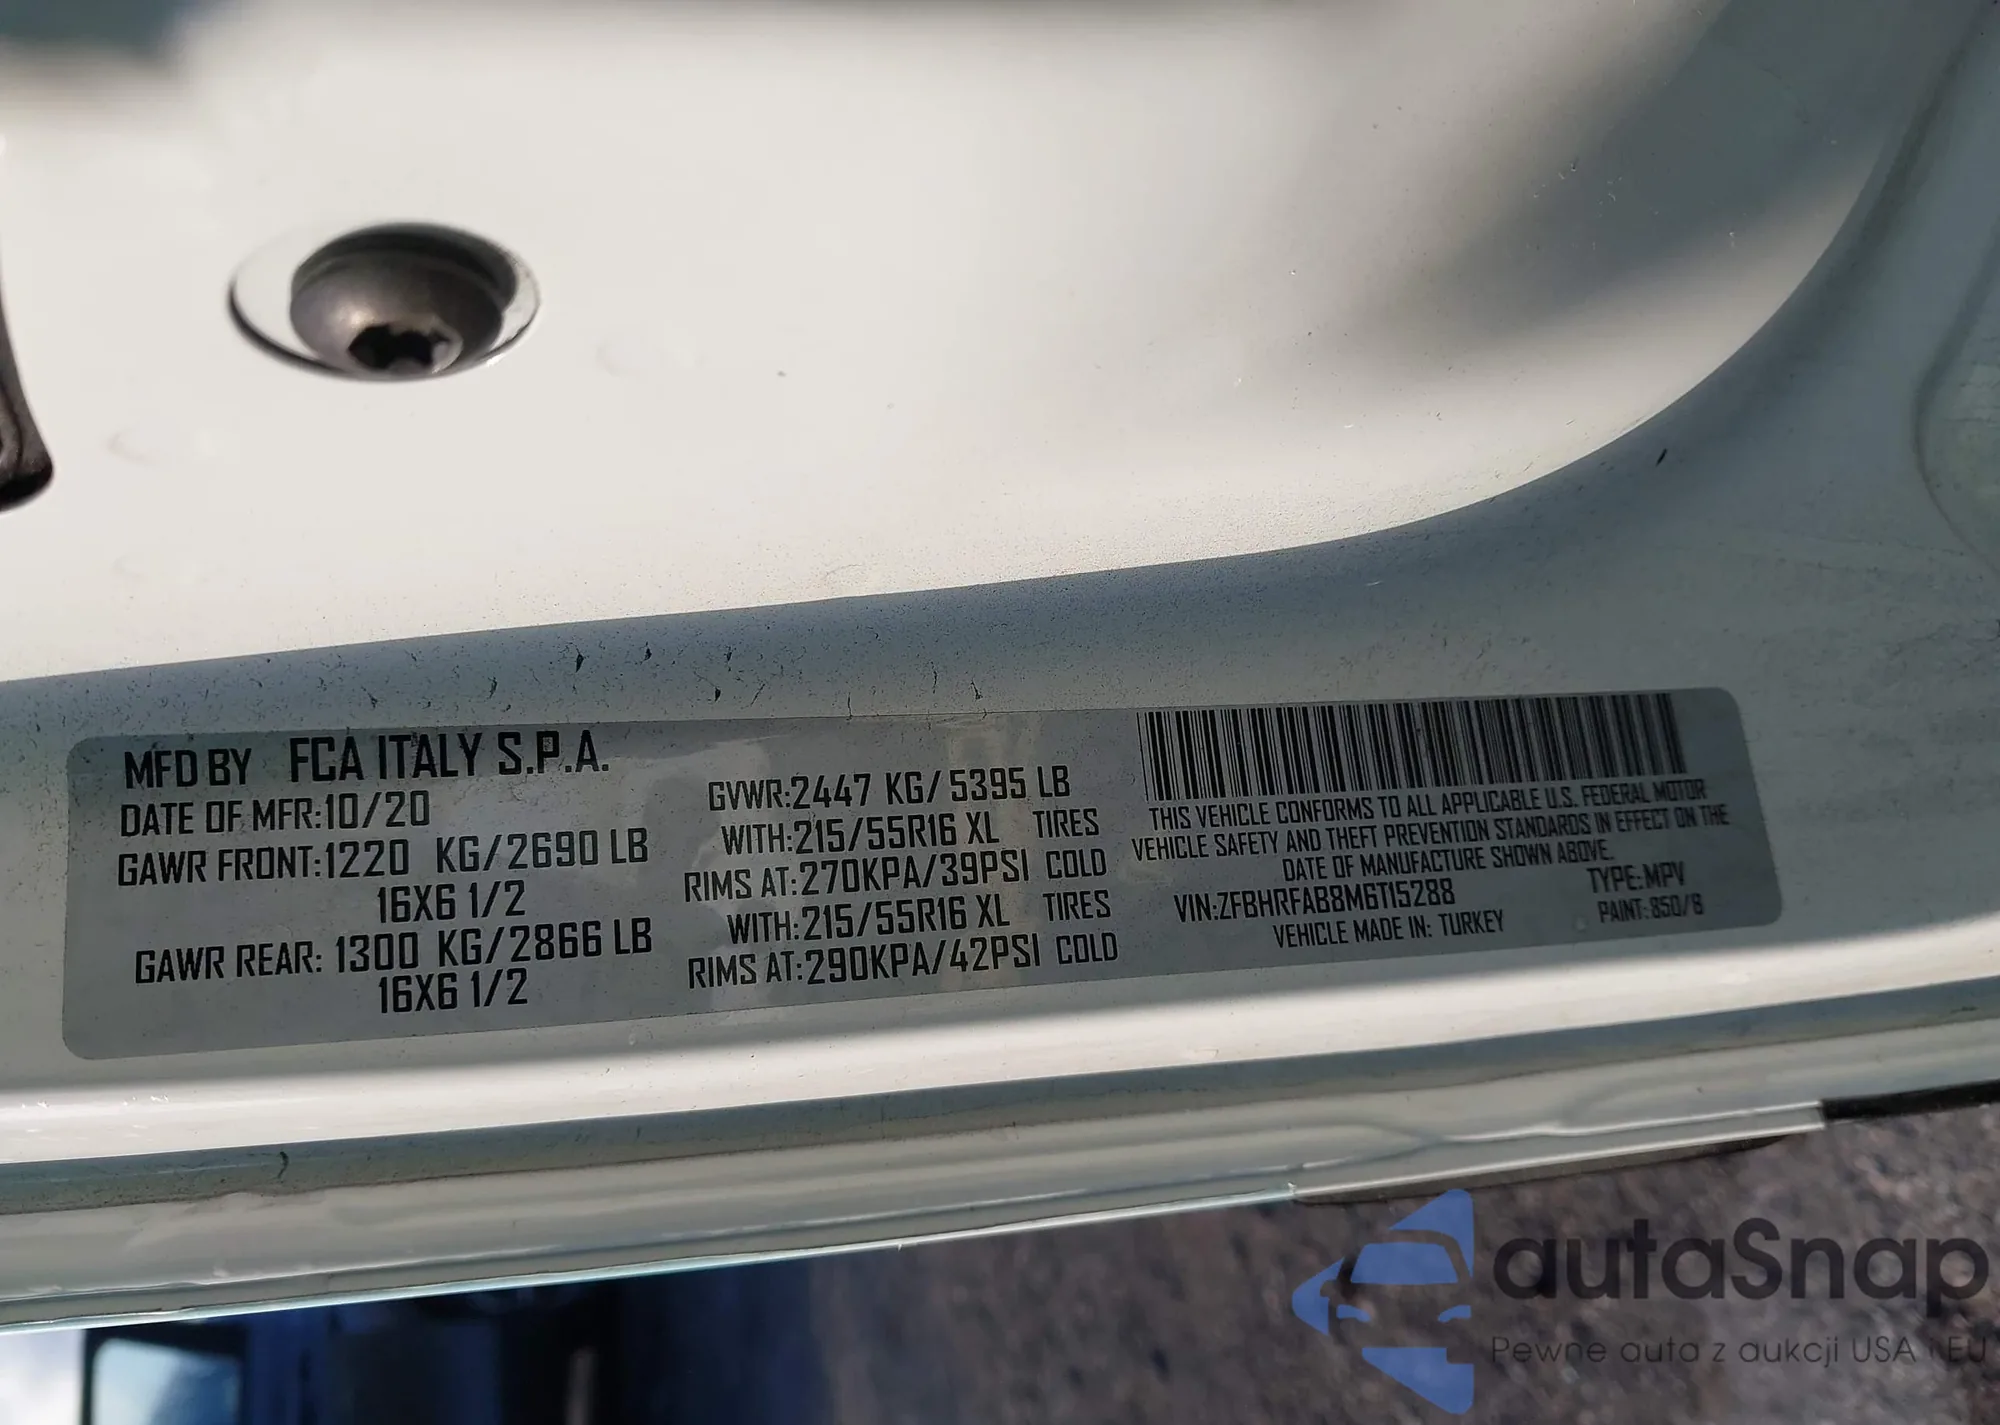 MFD BY FCA ITALY S.P.A.
DATE OF MFR:10/20
GAWR FRONT:1220 KG/2690 LB
16X6 1/2
GAWR REAR: 1300 KG/2866 LB
16X6 1/2
GVWR:2447 KG/ 5395 LB
WITH:215/55R16 XL TIRES
RIMS AT:270KPA/39PSI COLD
WITH:215/55R16 XL TIRES
RIMS AT:290KPA/42PSI COLD
THIS VEHICLE CONFORMS TO ALL APPLICABLE U.S. FEDERAL MOTOR
VEHICLE SAFETY AND THEFT PREVENTION STANDARDS IN EFFECT ON THE
DATE OF MANUFACTURE SHOWN ABOVE.
VIN:ZFBHRFAB8M6T15288 TYPE:MPV
VEHICLE MADE IN: TURKEY PAINT: 850/8
autaSnap
Pewne auta z aukcji USA i EU